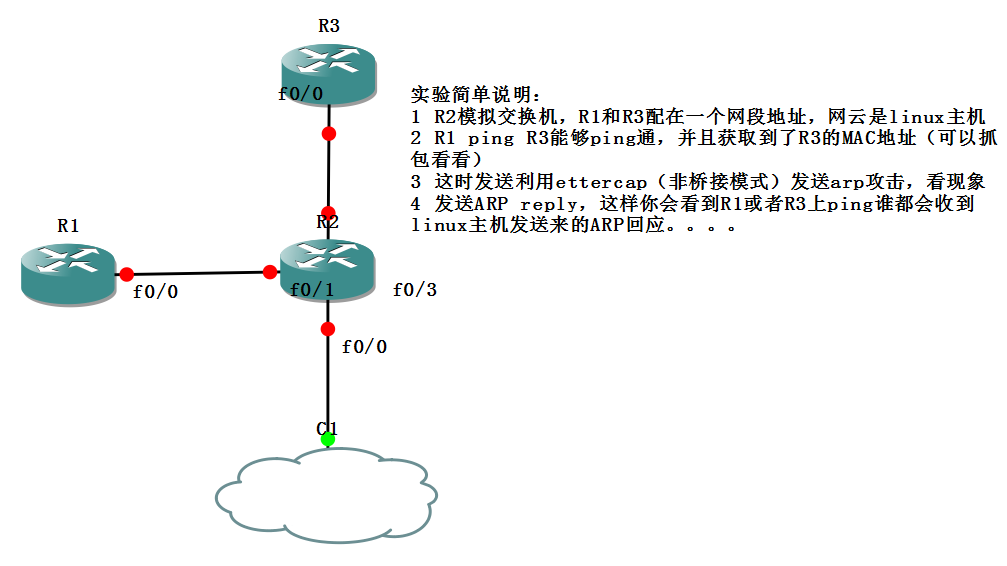 R3
f0/0
实验简单说明:
1 R2模拟交换机，R1和R3配在一个网段地址，网云是linux主机
2 R1 ping R3能够ping通，并且获取到了R3的MAC地址（可以抓
包看看）
3 这时发送利用ettercap（非桥接模式）发送arp攻击，看现象
4 发送ARP reply，这样你会看到R1或者R3上ping谁都会收到
linux主机发送来的ARP回应。。。。
R2
R1
f0/0
f0/1
f0/3
f0/0
C1